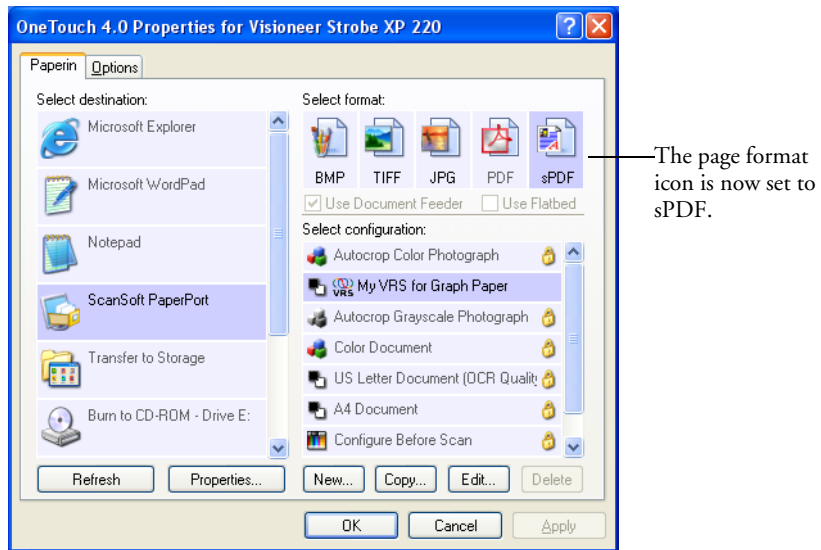 OneTouch 4.0 Properties for Visioneer Strobe XP 220
Paperin
Options
Select destination:
Microsoft Explorer
Microsoft WordPad
Notepad
ScanSoft PaperPort
Transfer to Storage
Burn to CD-ROM - Drive E:
Refresh
Properties...
Select format:
BMP
TIFF
JPG
PDF
sPDF
Use Document Feeder
Use Flatbed
Select configuration:
Autocrop Color Photograph
VRS My VRS for Graph Paper
Autocrop Grayscale Photograph
Color Document
US Letter Document (OCR Quality
A4 Document
Configure Before Scan
New...
Copy...
Edit...
Delete
OK
Cancel
Apply
The page format
icon is now set to
sPDF.